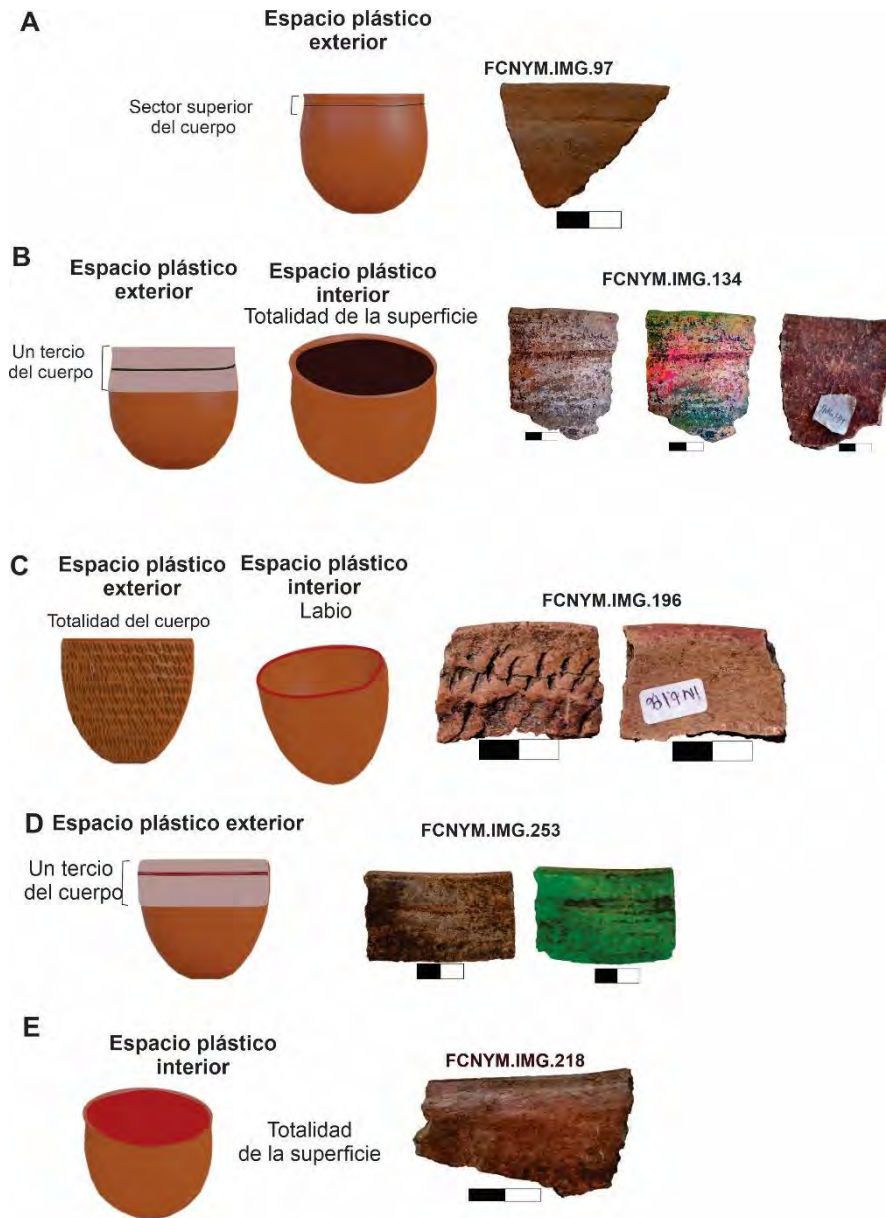 A
Espacio plástico
exterior
FCNYM.IMG.97
Sector superior
del cuerpo
B
Espacio plástico
exterior
Espacio plástico
interior
Totalidad de la superficie
FCNYM.IMG.134
Un tercio
del cuerpo
C
Espacio plástico
exterior
Totalidad del cuerpo
Espacio plástico
interior
Labio
FCNYM.IMG.196
D
Espacio plástico exterior
FCNYM.IMG.253
Un tercio
del cuerpo
E
Espacio plástico
interior
FCNYM.IMG.218
Totalidad
de la superficie